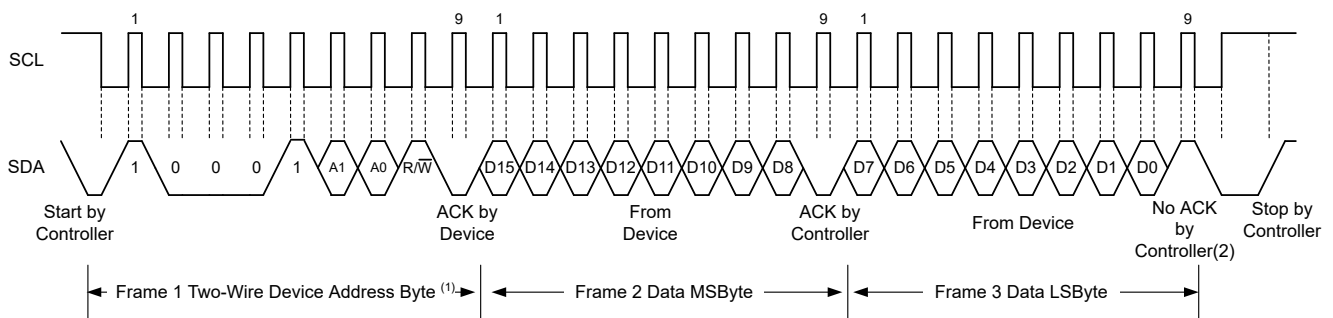 1 9 1 9 1 9
SCL
SDA
1 0 0 0 1 A1 A0 R/W̅ D15 D14 D13 D12 D11 D10 D9 D8 D7 D6 D5 D4 D3 D2 D1 D0
Start by
Controller
ACK by
Device
From
Device
ACK by
Controller
From Device
No ACK
by
Controller(2)
Stop by
Controller
Frame 1 Two-Wire Device Address Byte (1)
Frame 2 Data MSByte
Frame 3 Data LSByte